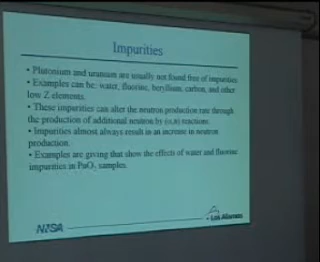 Impurities
• Plutonium and uranium are usually not found free of impurities
• Examples can be: water, fluorine, beryllium, carbon, and other
low Z elements.
• These impurities can alter the neutron production rate through
the production of additional neutron by (α,n) reactions.
• Impurities almost always result in an increase in neutron
production.
• Examples are giving that show the effects of water and fluorine
impurities in PuO₂ samples.
NNSA
Los Alamos